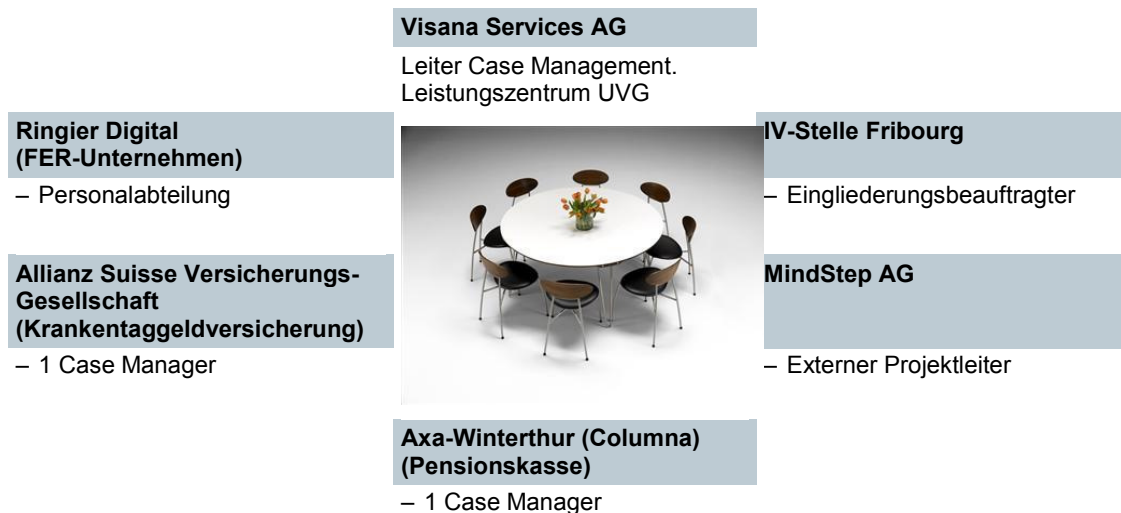 Visana Services AG
Leiter Case Management.
Leistungszentrum UVG
Ringier Digital
(FER-Unternehmen)
– Personalabteilung
IV-Stelle Fribourg
– Eingliederungsbeauftragter
Allianz Suisse Versicherungs-
Gesellschaft
(Krankentaggeldversicherung)
– 1 Case Manager
MindStep AG
– Externer Projektleiter
Axa-Winterthur (Columna)
(Pensionskasse)
– 1 Case Manager